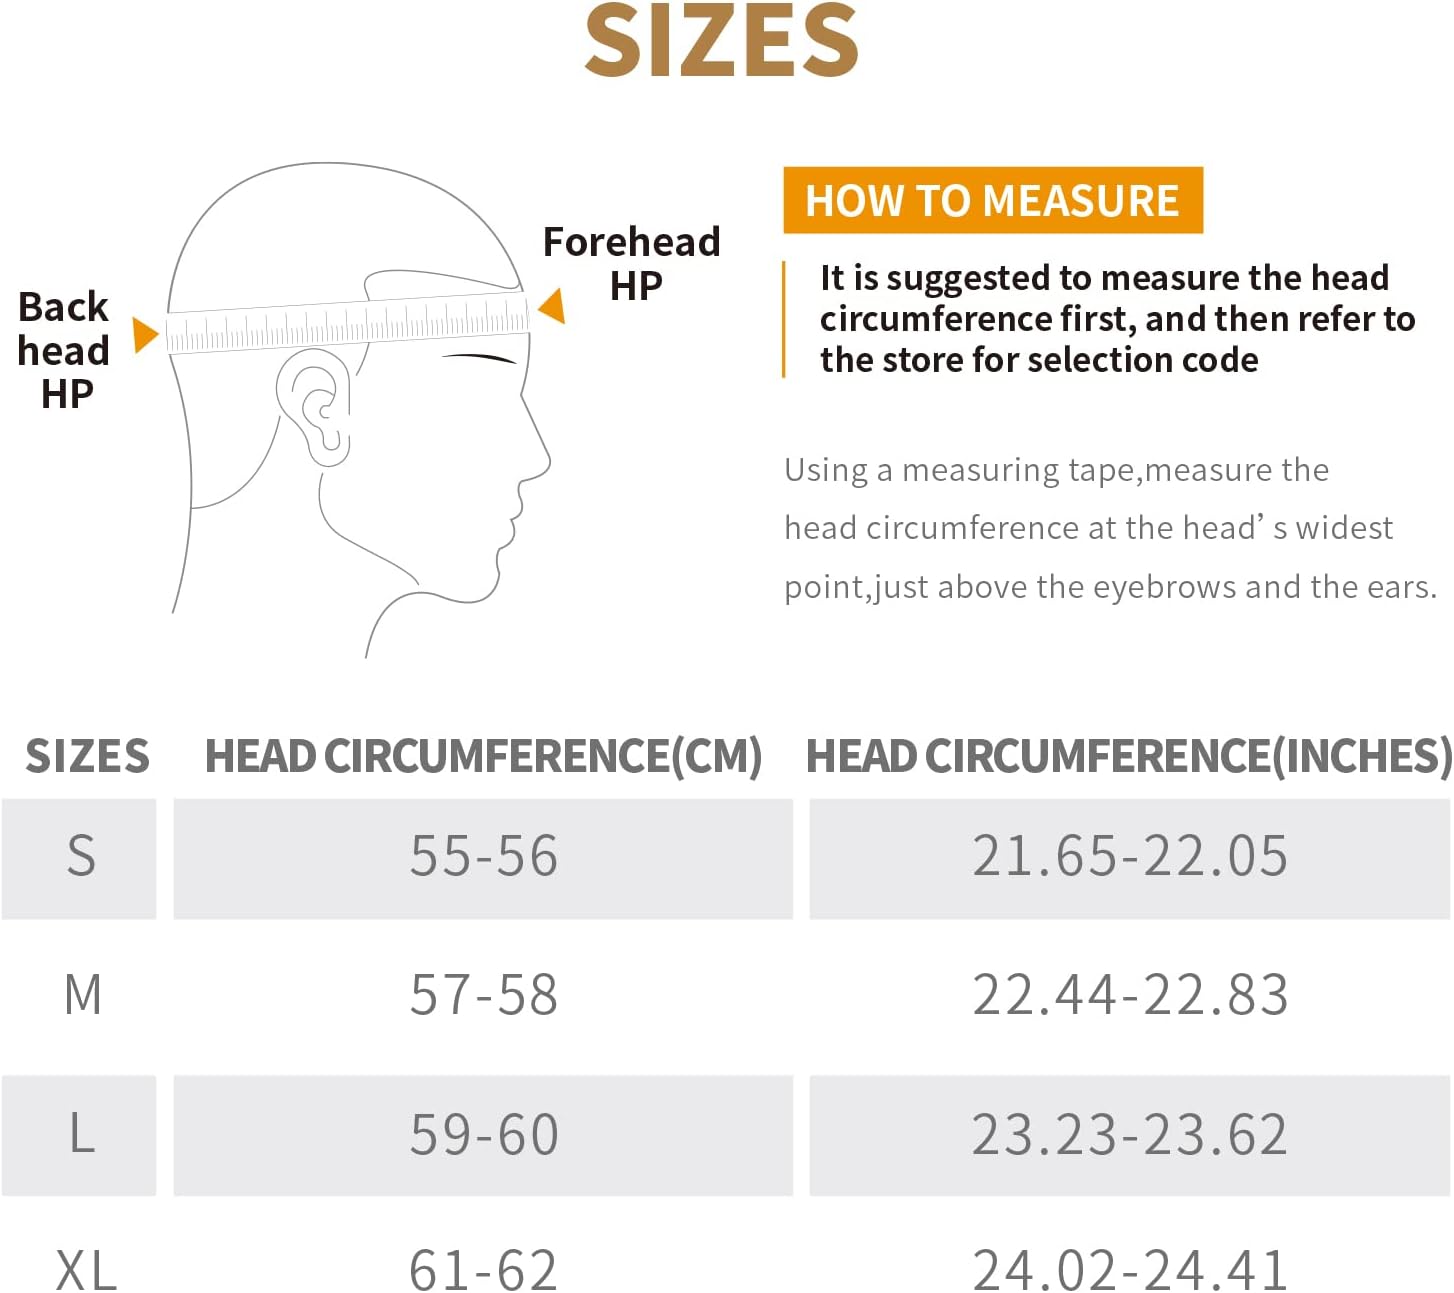 SIZES
Back
head
HP
Forehead
HP
HOW TO MEASURE
It is suggested to measure the head
circumference first, and then refer to
the store for selection code
Using a measuring tape,measure the
head circumference at the head’s widest
point,just above the eyebrows and the ears.
SIZES HEAD CIRCUMFERENCE(CM) HEAD CIRCUMFERENCE(INCHES)
S 55-56 21.65-22.05
M 57-58 22.44-22.83
L 59-60 23.23-23.62
XL 61-62 24.02-24.41